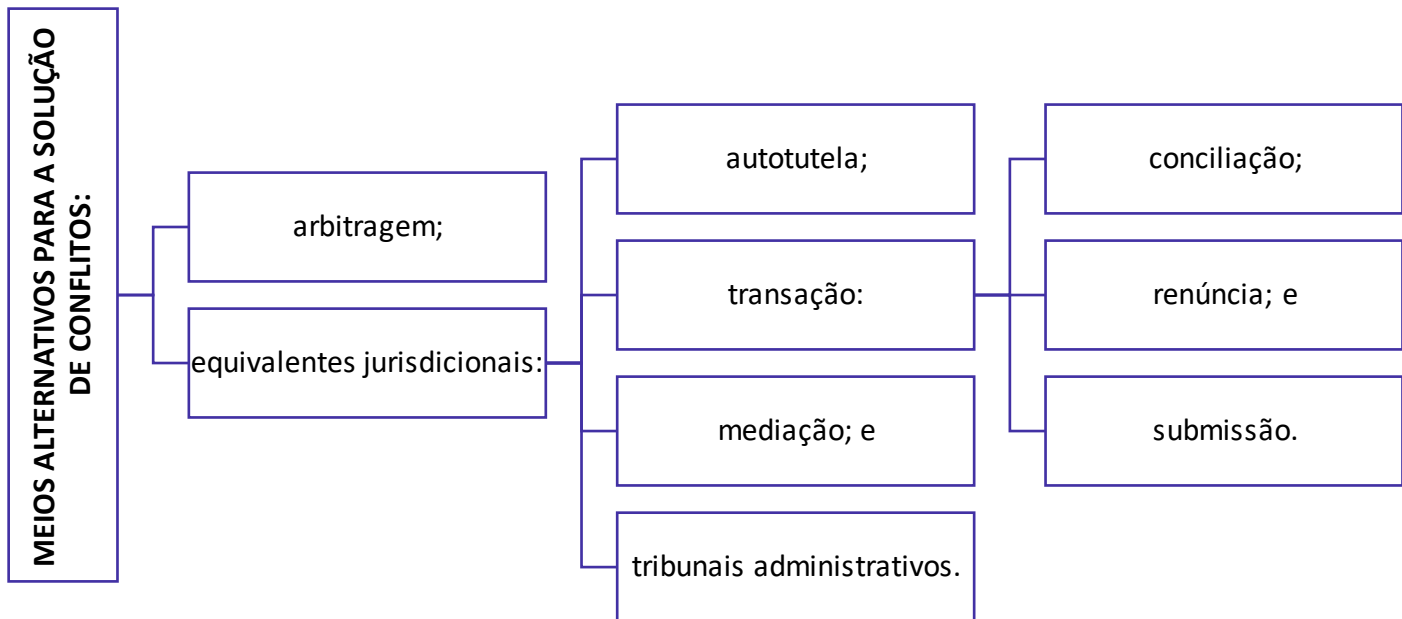 MEIOS ALTERNATIVOS PARA A SOLUÇÃO
DE CONFLITOS:
arbitragem;
equivalentes jurisdicionais:
autotutela;
transação:
mediação; e
tribunais administrativos.
conciliação;
renúncia; e
submissão.